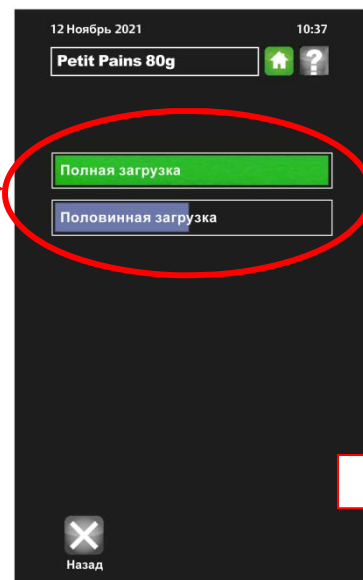 12 Ноябрь 2021 10:37
Petit Pains 80g
?
Полная загрузка
Половинная загрузка
Назад